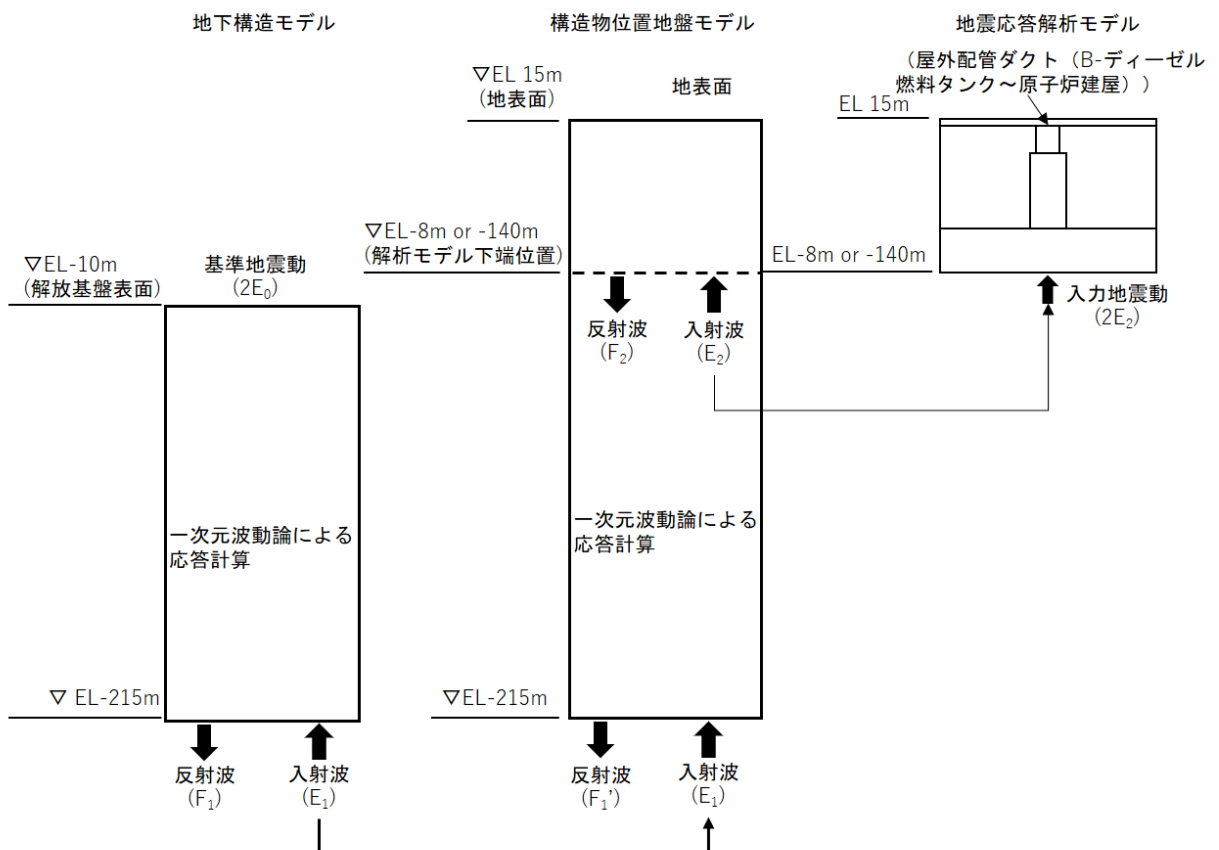 地下構造モデル
▽EL-10m
(解放基盤表面)
基準地震動
(2E₀)
一次元波動論による
応答計算
▽ EL-215m
反射波
(F₁)
入射波
(E₁)
構造物位置地盤モデル
▽EL 15m
(地表面)
地表面
▽EL-8m or -140m
(解析モデル下端位置)
反射波
(F₂)
入射波
(E₂)
一次元波動論による
応答計算
▽EL-215m
反射波
(F₁’)
入射波
(E₁)
地震応答解析モデル
（屋外配管ダクト（B-ディーゼル
燃料タンク～原子炉建屋））
EL 15m
EL-8m or -140m
入力地震動
(2E₂)